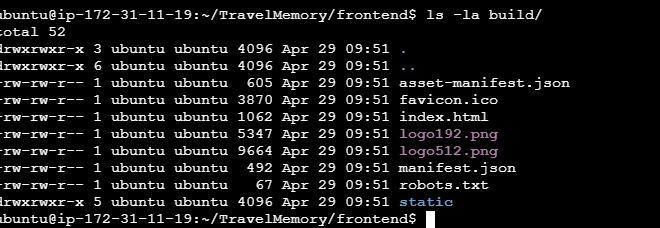 ubuntu@ip-172-31-11-19:~/TravelMemory/frontend$ ls -la build/
total 52
drwxrwxr-x 3 ubuntu ubuntu 4096 Apr 29 09:51 .
drwxrwxr-x 6 ubuntu ubuntu 4096 Apr 29 09:51 ..
-rw-rw-r-- 1 ubuntu ubuntu  605 Apr 29 09:51 asset-manifest.json
-rw-rw-r-- 1 ubuntu ubuntu 3870 Apr 29 09:51 favicon.ico
-rw-rw-r-- 1 ubuntu ubuntu 1062 Apr 29 09:51 index.html
-rw-rw-r-- 1 ubuntu ubuntu 5347 Apr 29 09:51 logo192.png
-rw-rw-r-- 1 ubuntu ubuntu 9664 Apr 29 09:51 logo512.png
-rw-rw-r-- 1 ubuntu ubuntu  492 Apr 29 09:51 manifest.json
-rw-rw-r-- 1 ubuntu ubuntu   67 Apr 29 09:51 robots.txt
drwxrwxr-x 5 ubuntu ubuntu 4096 Apr 29 09:51 static
ubuntu@ip-172-31-11-19:~/TravelMemory/frontend$